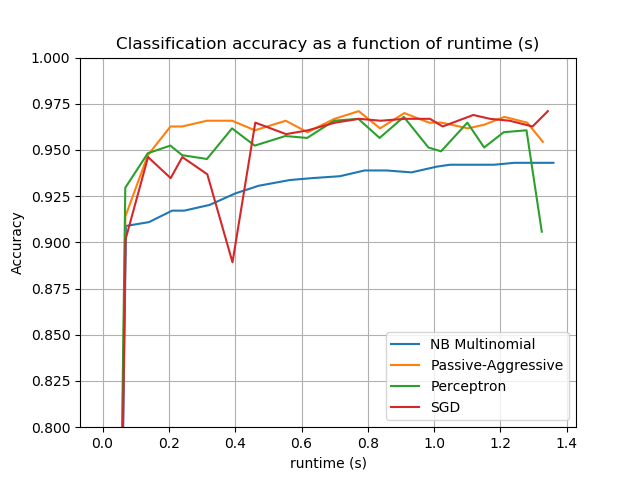 Classification accuracy as a function of runtime (s)
1.000
0.975
0.950
0.925
0.900
0.875
0.850
0.825
0.800
Accuracy
NB Multinomial
Passive-Aggressive
Perceptron
SGD
0.0 0.2 0.4 0.6 0.8 1.0 1.2 1.4
runtime (s)